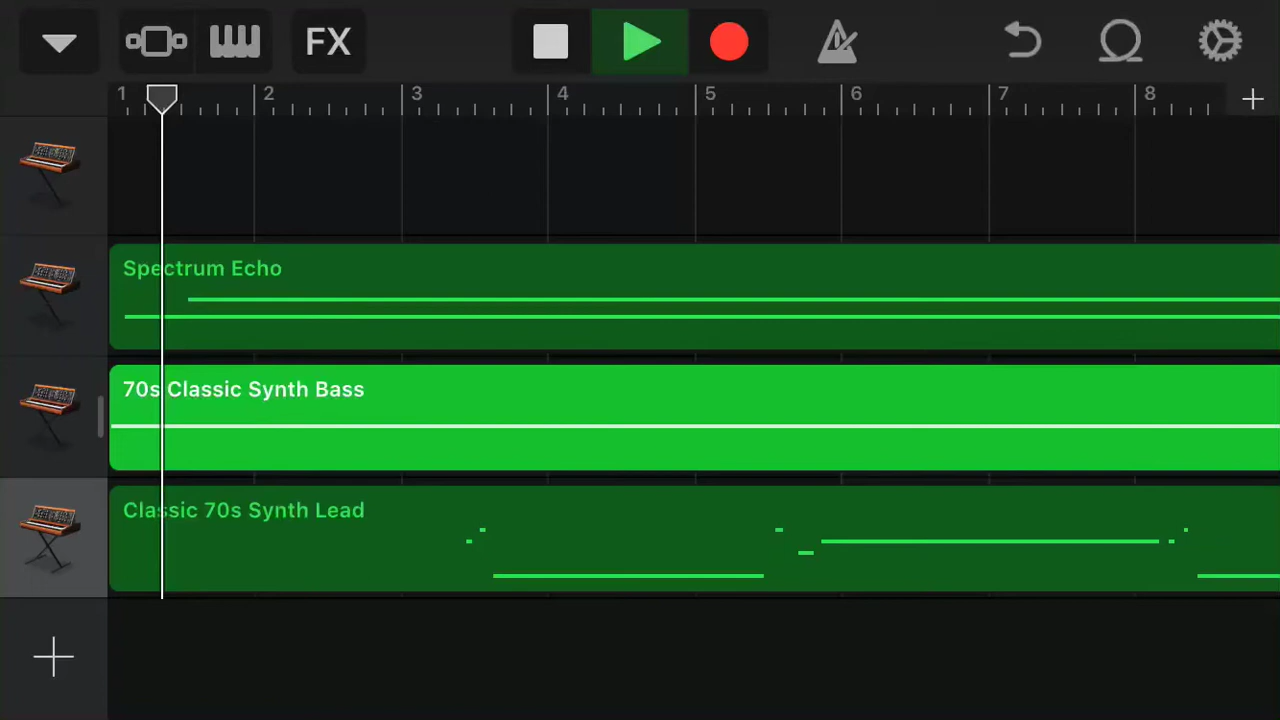 FX
1 2 3 4 5 6 7 8
Spectrum Echo
70s Classic Synth Bass
Classic 70s Synth Lead